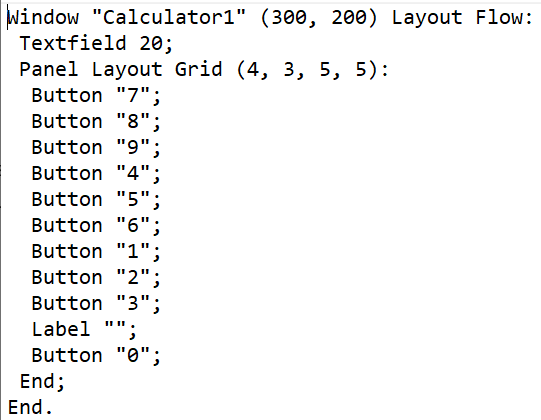 Window "Calculator1" (300, 200) Layout Flow:
Textfield 20;
Panel Layout Grid (4, 3, 5, 5):
Button "7";
Button "8";
Button "9";
Button "4";
Button "5";
Button "6";
Button "1";
Button "2";
Button "3";
Label "";
Button "0";
End;
End.